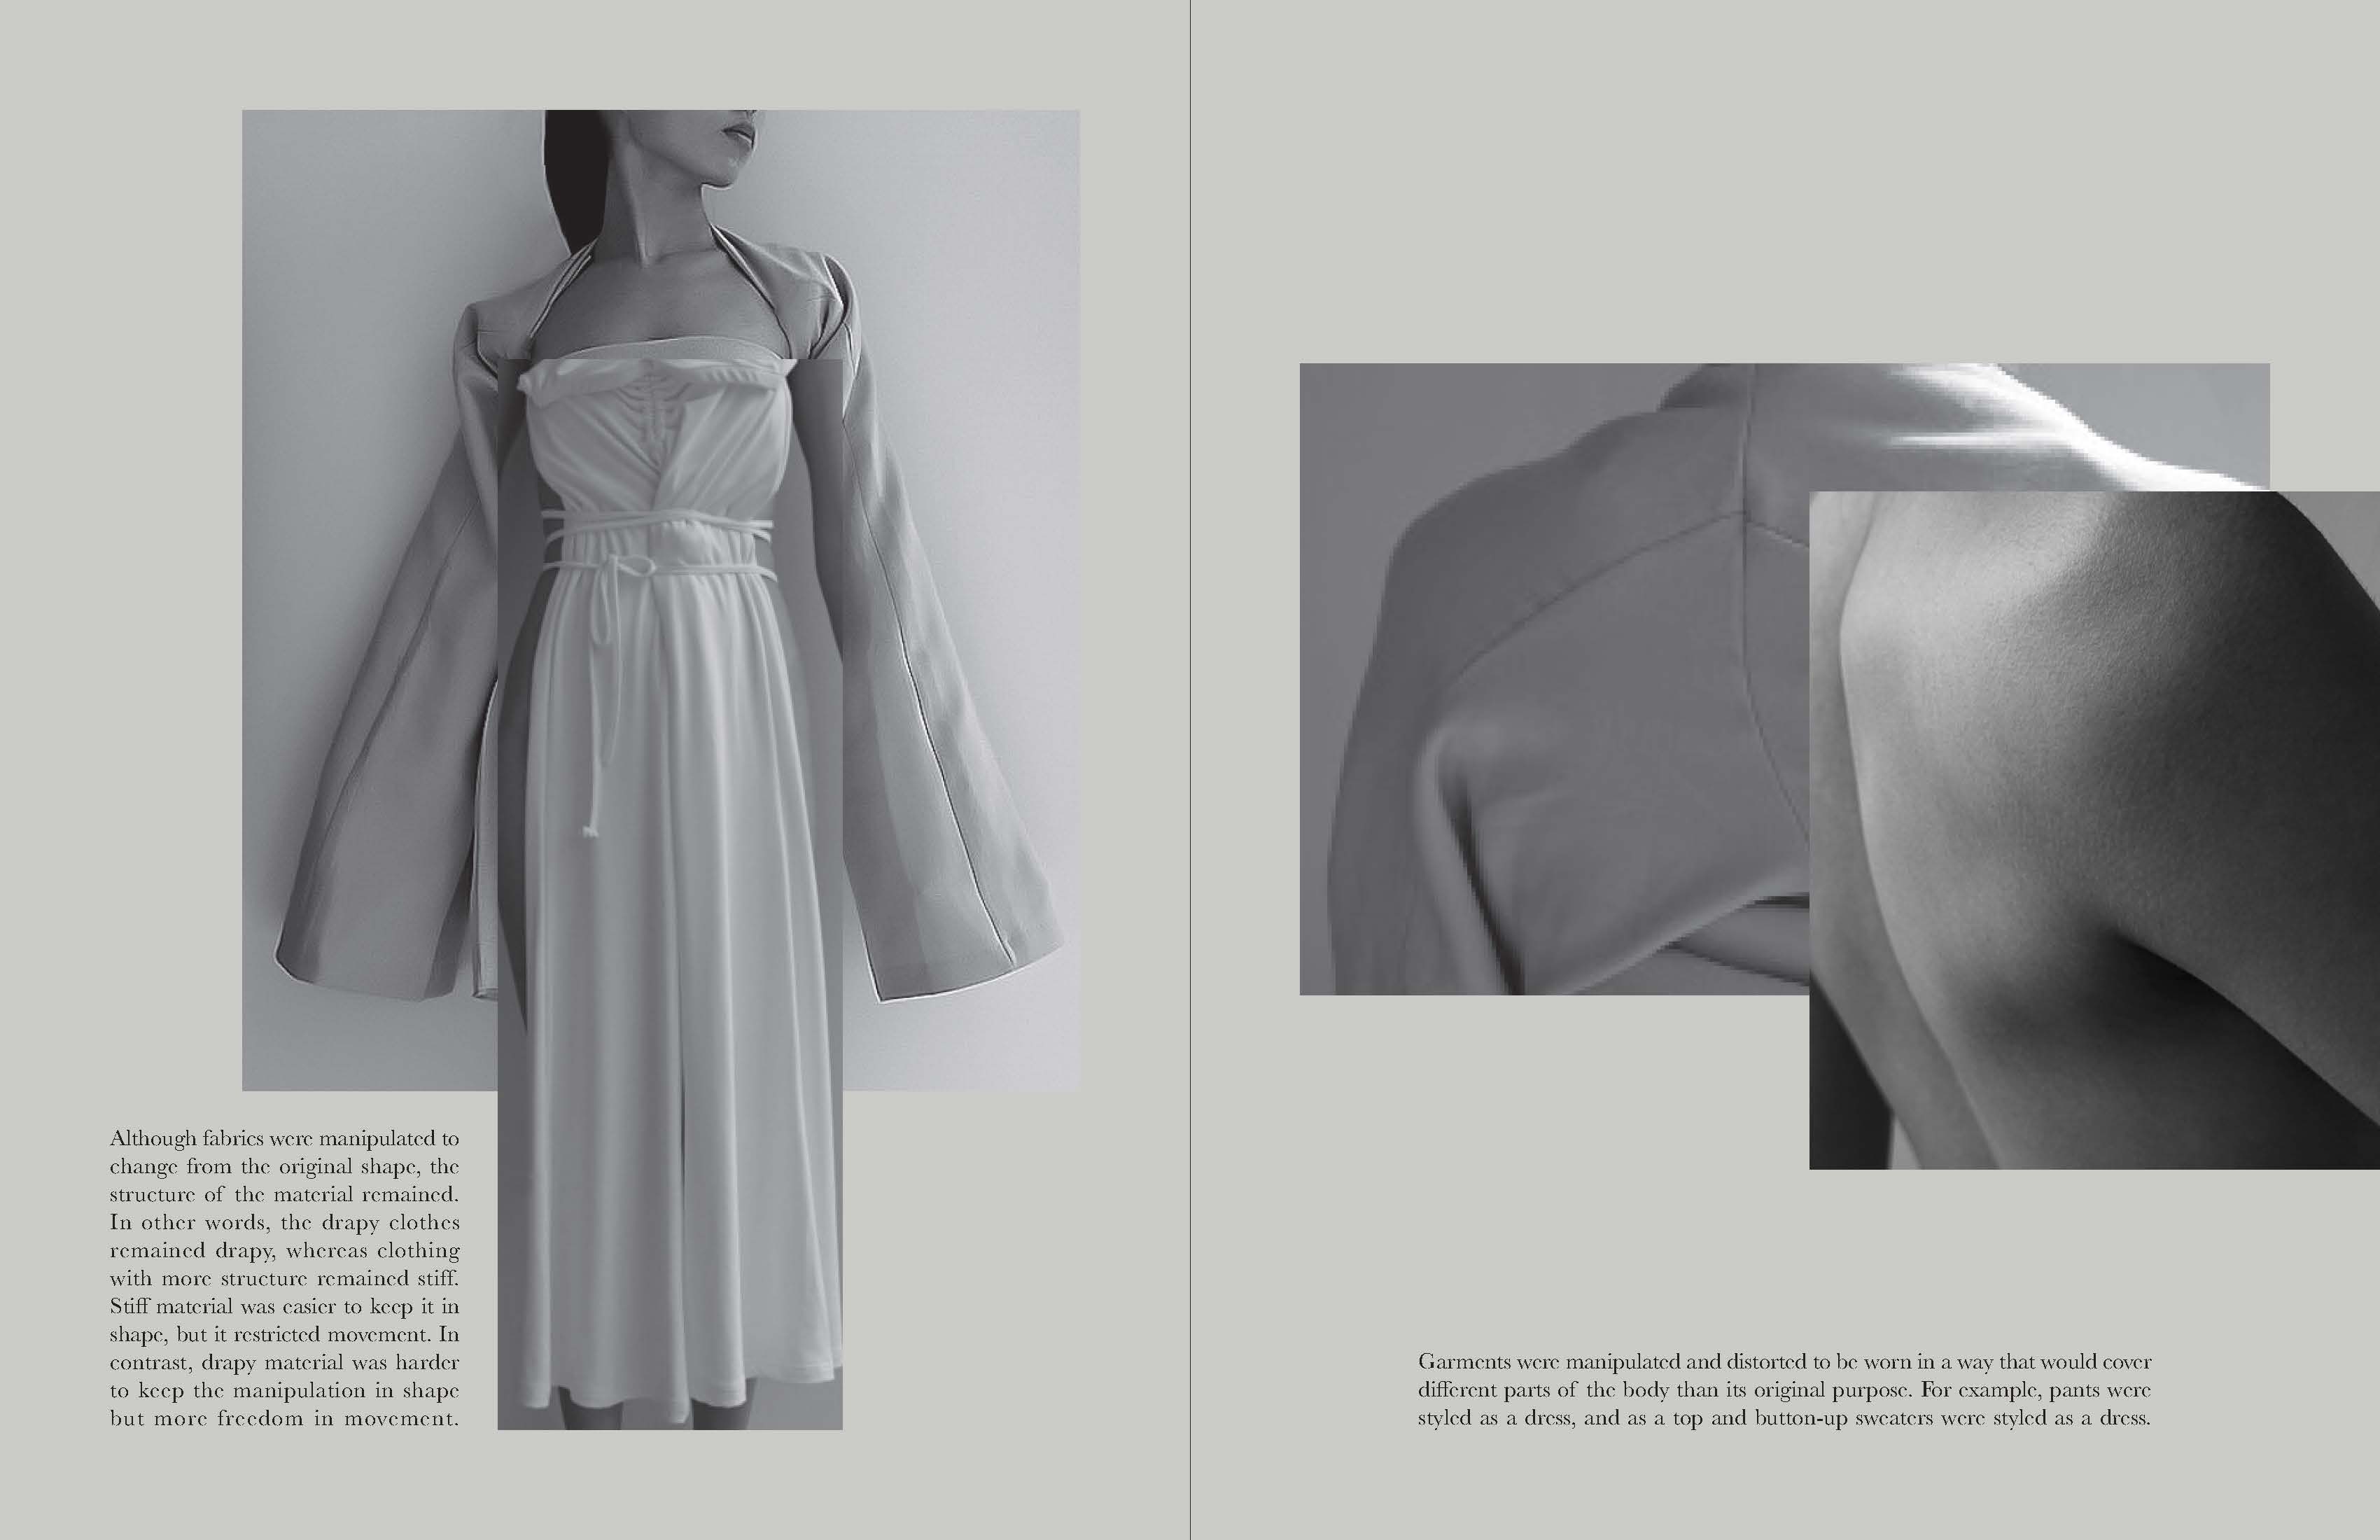 Although fabrics were manipulated to
change from the original shape, the
structure of the material remained.
In other words, the drapy clothes
remained drapy, whereas clothing
with more structure remained stiff.
Stiff material was easier to keep it in
shape, but it restricted movement. In
contrast, drapy material was harder
to keep the manipulation in shape
but more freedom in movement.
Garments were manipulated and distorted to be worn in a way that would cover
different parts of the body than its original purpose. For example, pants were
styled as a dress, and as a top and button-up sweaters were styled as a dress.